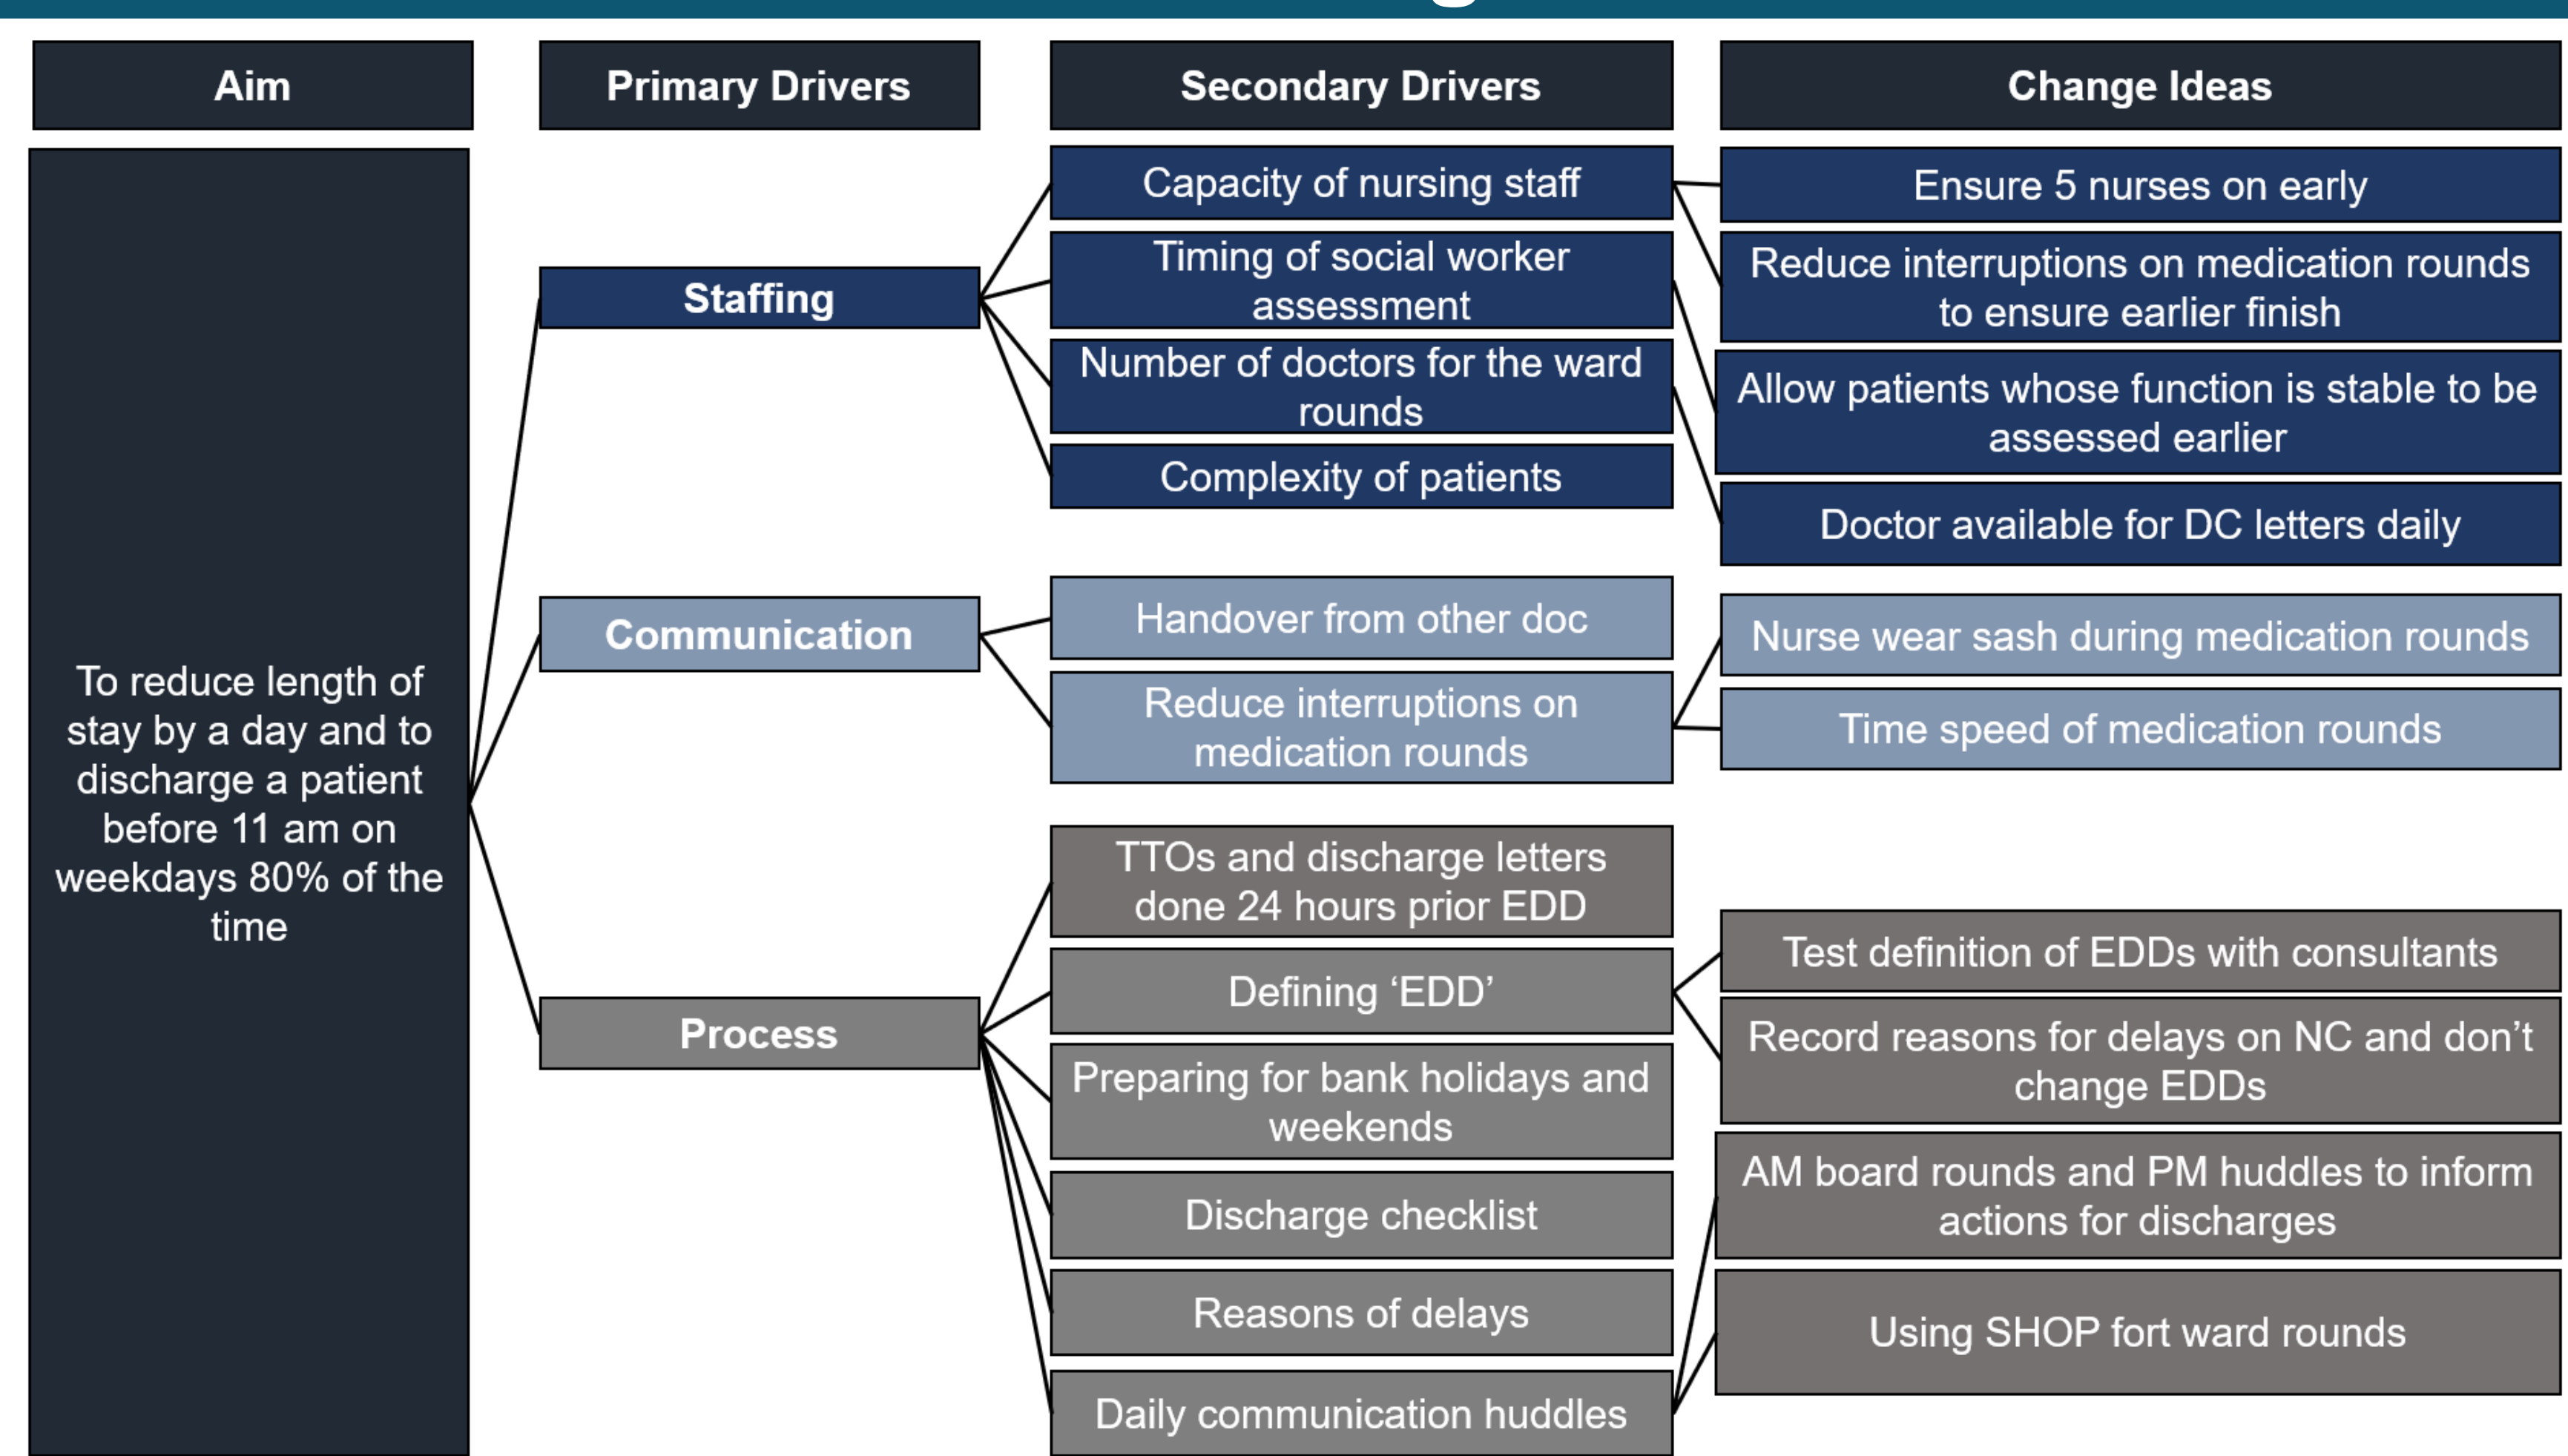 Aim
Primary Drivers
Secondary Drivers
Change Ideas
To reduce length of
stay by a day and to
discharge a patient
before 11 am on
weekdays 80% of the
time
Staffing
Capacity of nursing staff
Timing of social worker
assessment
Number of doctors for the ward
rounds
Complexity of patients
Ensure 5 nurses on early
Reduce interruptions on medication rounds
to ensure earlier finish
Allow patients whose function is stable to be
assessed earlier
Doctor available for DC letters daily
Communication
Handover from other doc
Reduce interruptions on
medication rounds
Nurse wear sash during medication rounds
Time speed of medication rounds
Process
TTOs and discharge letters
done 24 hours prior EDD
Defining ‘EDD’
Preparing for bank holidays and
weekends
Discharge checklist
Reasons of delays
Daily communication huddles
Test definition of EDDs with consultants
Record reasons for delays on NC and don’t
change EDDs
AM board rounds and PM huddles to inform
actions for discharges
Using SHOP fort ward rounds